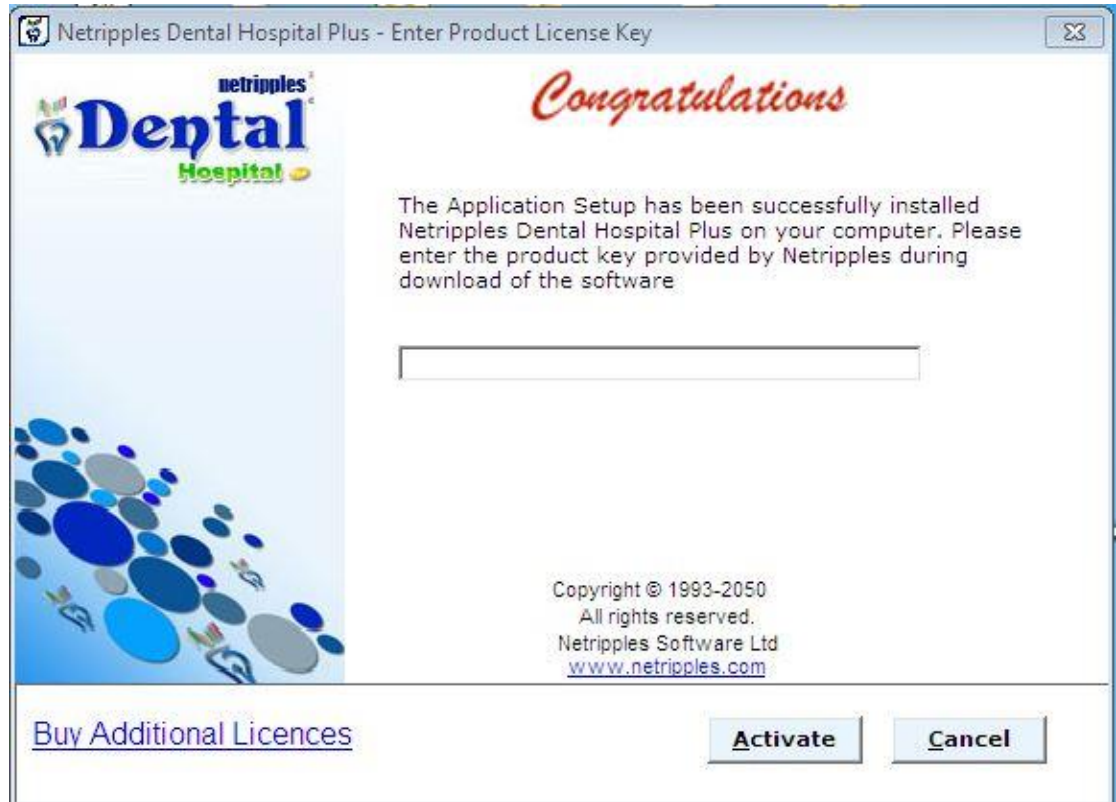 Netripples Dental Hospital Plus - Enter Product License Key
netripples
Dental
Hospital
Congratulations
The Application Setup has been successfully installed
Netripples Dental Hospital Plus on your computer. Please
enter the product key provided by Netripples during
download of the software
Copyright © 1993-2050
All rights reserved.
Netripples Software Ltd
www.netripples.com
Buy Additional Licences
Activate
Cancel